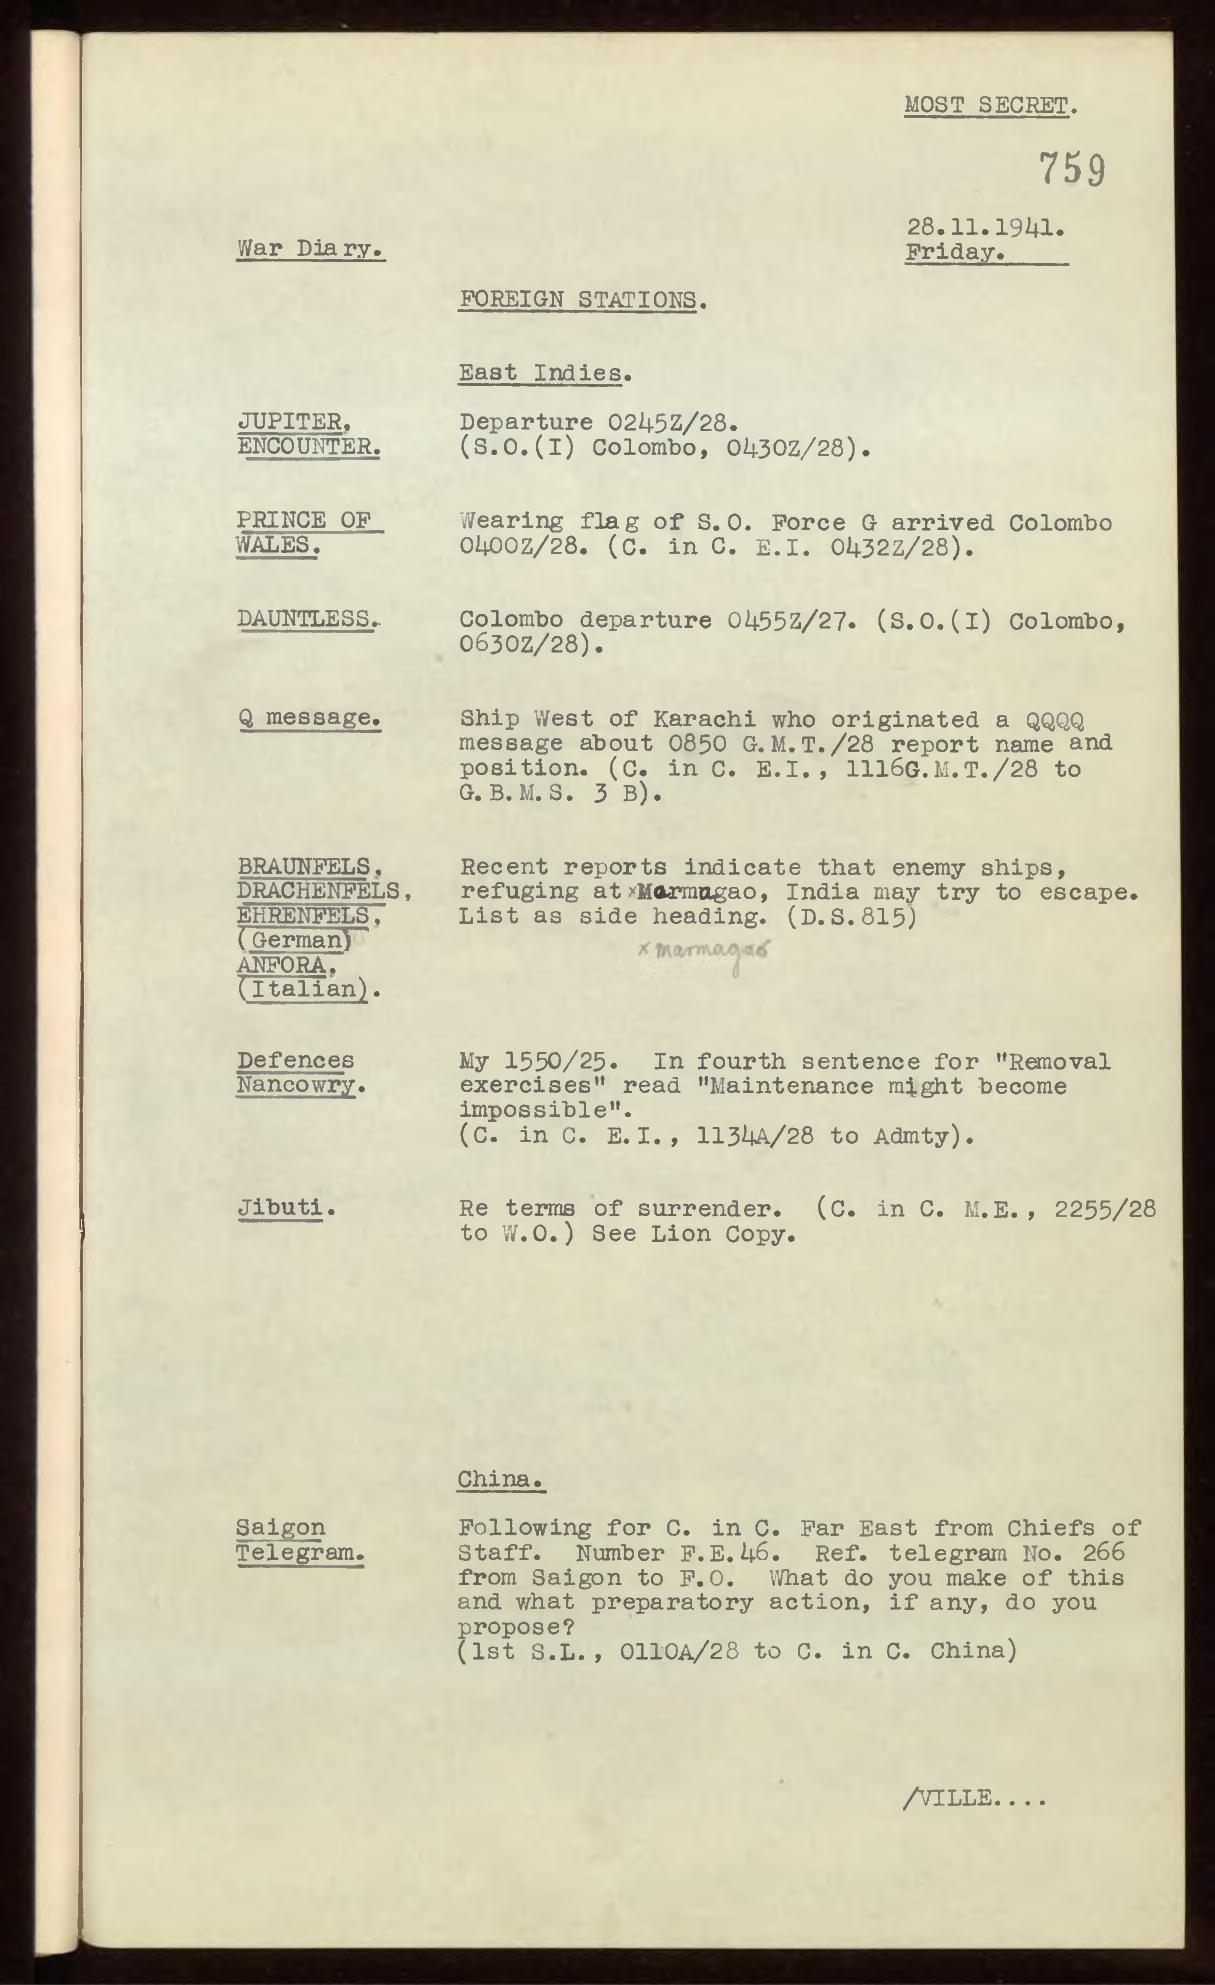 MOST SECRET.
759
28.11.1941.
War Diary.
Friday.
FOREIGN STATIONS.
East Indies.
JUPITER, Departure 0245Z/28.
ENCOUNTER. (S.O.(I) Colombo, 0430Z/28).
PRINCE OF Wearing flag of S.O. Force G arrived Colombo
WALES. 0400Z/28. (C. in C. E.I. 0432Z/28).
DAUNTLESS. Colombo departure 0455Z/27. (S.O.(I) Colombo,
0630Z/28).
Q message. Ship West of Karachi who originated a QQQQ
message about 0850 G.M.T./28 report name and
position. (C. in C. E.I., 1116G.M.T./28 to
G.B.M.S. 3 B).
BRAUNFELS, Recent reports indicate that enemy ships,
DRACHENFELS, refuging at xMarmugao, India may try to escape.
EHRENFELS, List as side heading. (D.S.815)
(German) x marmagao
ANFORA,
(Italian).
Defences My 1550/25. In fourth sentence for "Removal
Nancowry. exercises" read "Maintenance might become
impossible".
(C. in C. E.I., 1134A/28 to Admty).
Jibuti. Re terms of surrender. (C. in C. M.E., 2255/28
to W.O.) See Lion Copy.
China.
Saigon Following for C. in C. Far East from Chiefs of
Telegram. Staff. Number F.E.46. Ref. telegram No. 266
from Saigon to F.O. What do you make of this
and what preparatory action, if any, do you
propose?
(1st S.L., 0110A/28 to C. in C. China)
/VILLE....